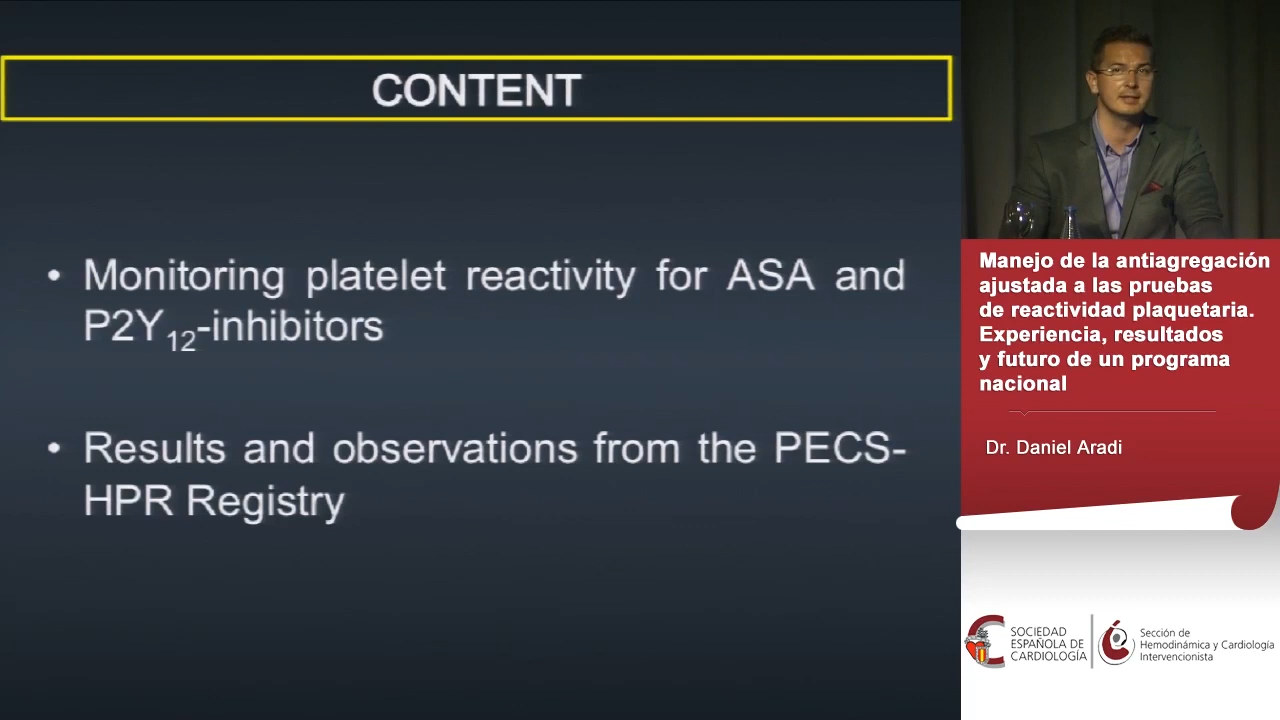 CONTENT
• Monitoring platelet reactivity for ASA and
P2Y12-inhibitors
• Results and observations from the PECS-
HPR Registry
Manejo de la antiagregación
ajustada a las pruebas
de reactividad plaquetaria.
Experiencia, resultados
y futuro de un programa
nacional
Dr. Daniel Aradi
SOCIEDAD
ESPAÑOLA DE
CARDIOLOGÍA
Sección de
Hemodinámica y Cardiología
Intervencionista